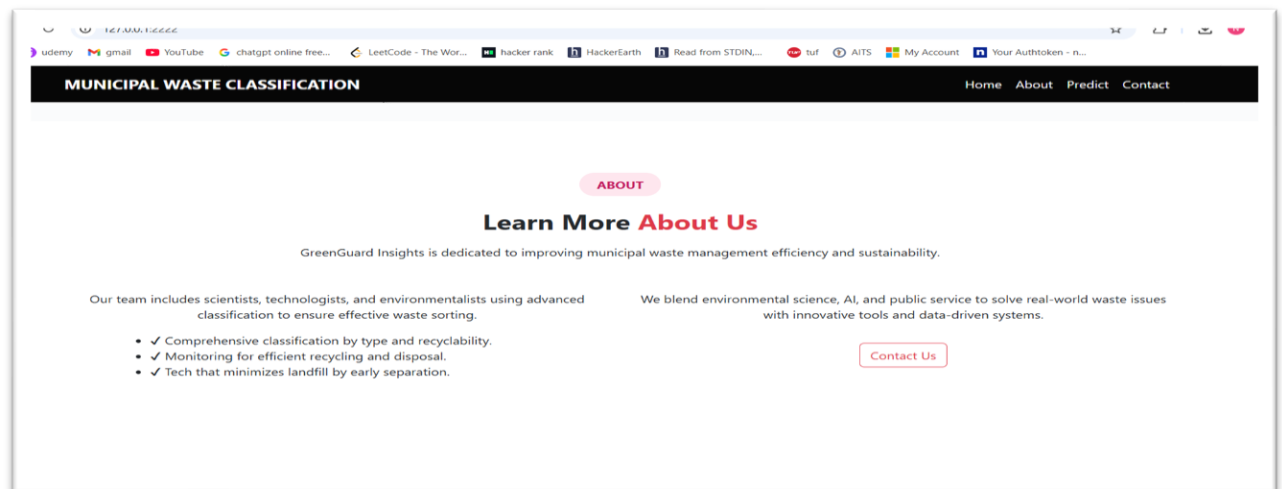 127.0.0.1:2222
udemy gmail YouTube chatgpt online free... LeetCode - The Wor... hacker rank HackerEarth Read from STDIN,... tuf AITS My Account Your Authtoken - n...
MUNICIPAL WASTE CLASSIFICATION Home About Predict Contact
ABOUT
Learn More About Us
GreenGuard Insights is dedicated to improving municipal waste management efficiency and sustainability.
Our team includes scientists, technologists, and environmentalists using advanced
classification to ensure effective waste sorting.
• ✓ Comprehensive classification by type and recyclability.
• ✓ Monitoring for efficient recycling and disposal.
• ✓ Tech that minimizes landfill by early separation.
We blend environmental science, AI, and public service to solve real-world waste issues
with innovative tools and data-driven systems.
Contact Us